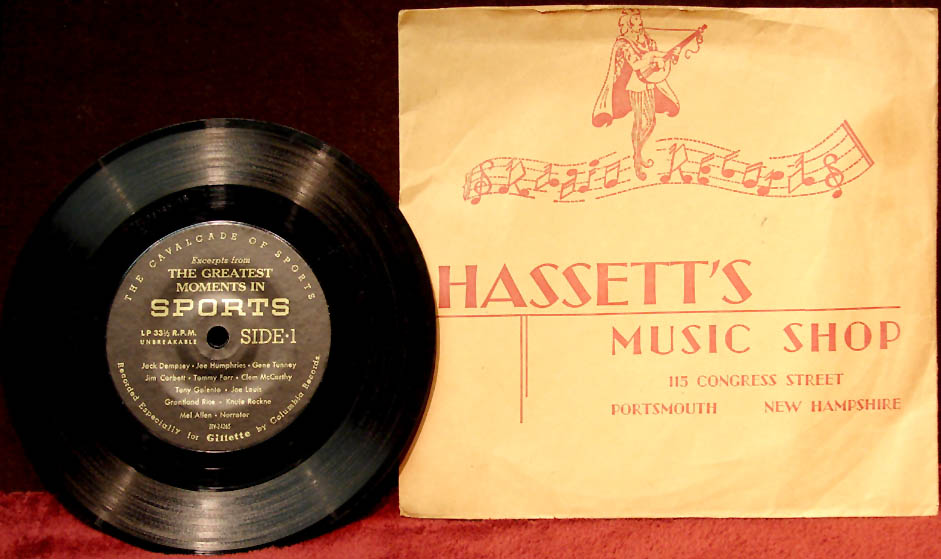 THE CAVALCADE OF SPORTS
Excerpts from
THE GREATEST
MOMENTS IN
SPORTS
LP 33⅓ R.P.M.
UNBREAKABLE
SIDE·1
Jack Dempsey • Joe Humphries • Gene Tunney
Jim Corbett • Tommy Farr • Clem McCarthy
Tony Galento • Joe Louis
Grantland Rice • Knute Rockne
Mel Allen • Narrator
Recorded Especially for Gillette by Columbia Records
Radio Records
HASSETT'S
MUSIC SHOP
115 CONGRESS STREET
PORTSMOUTH NEW HAMPSHIRE